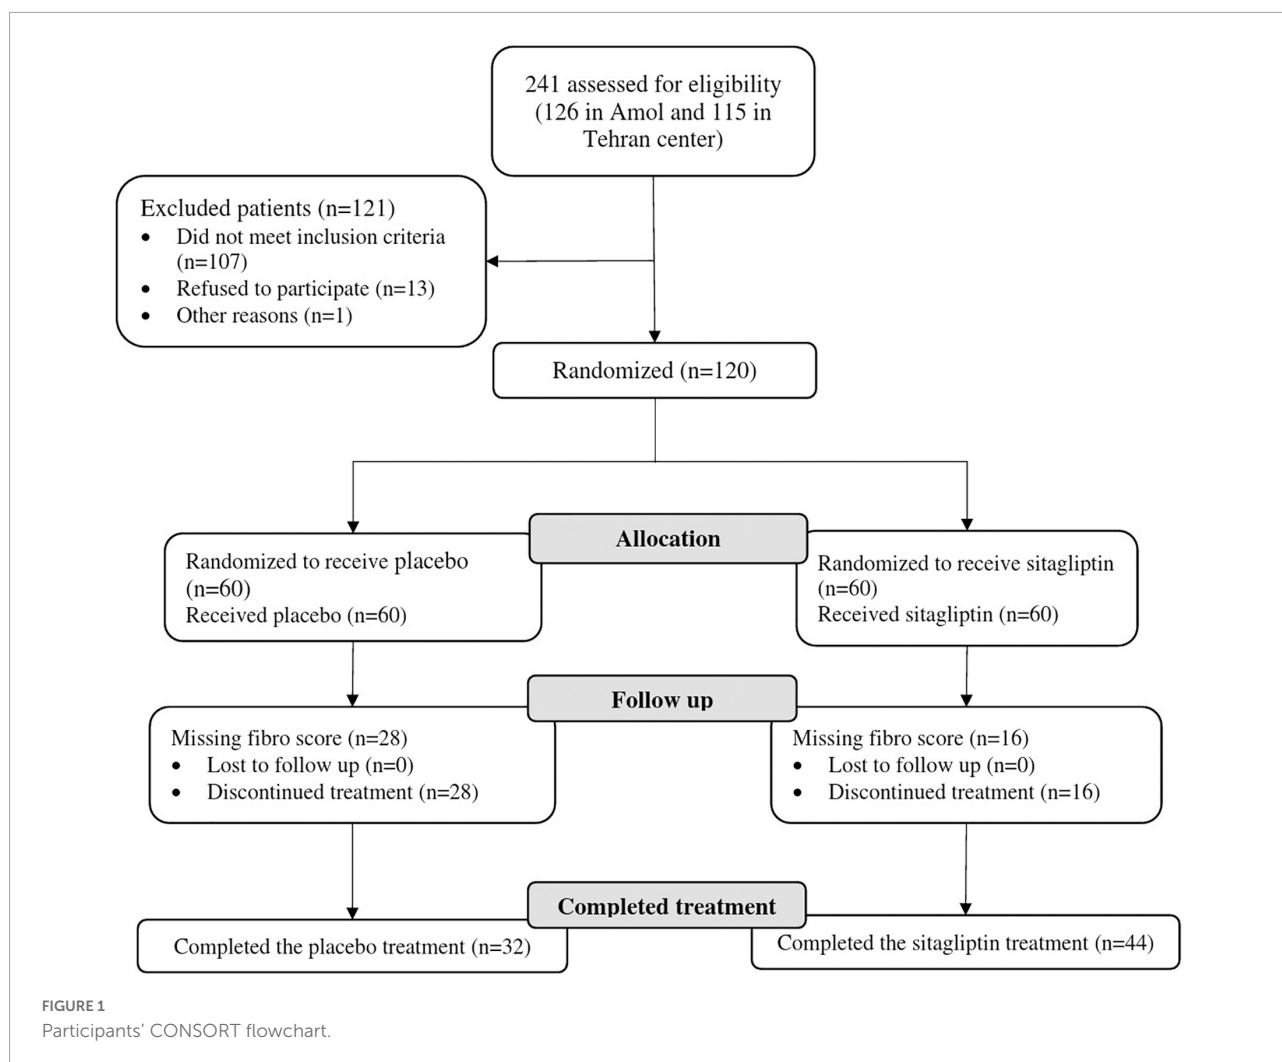 241 assessed for eligibility
(126 in Amol and 115 in
Tehran center)
Excluded patients (n=121)
• Did not meet inclusion criteria
(n=107)
• Refused to participate (n=13)
• Other reasons (n=1)
Randomized (n=120)
Allocation
Randomized to receive placebo
(n=60)
Received placebo (n=60)
Randomized to receive sitagliptin
(n=60)
Received sitagliptin (n=60)
Follow up
Missing fibro score (n=28)
• Lost to follow up (n=0)
• Discontinued treatment (n=28)
Missing fibro score (n=16)
• Lost to follow up (n=0)
• Discontinued treatment (n=16)
Completed treatment
Completed the placebo treatment (n=32)
Completed the sitagliptin treatment (n=44)
FIGURE 1
Participants’ CONSORT flowchart.